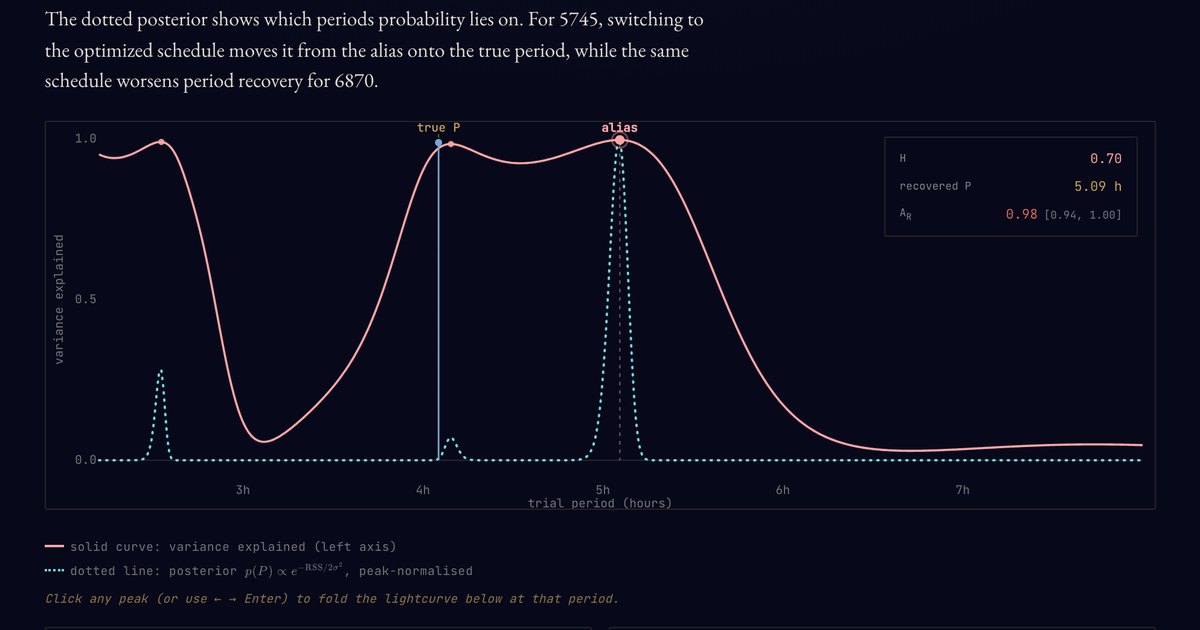 The dotted posterior shows which periods probability lies on. For 5745, switching to
the optimized schedule moves it from the alias onto the true period, while the same
schedule worsens period recovery for 6870.
true P
alias
1.0
0.5
0.0
variance explained
H 0.70
recovered P 5.09 h
A_R 0.98 [0.94, 1.00]
3h 4h 5h 6h 7h
trial period (hours)
solid curve: variance explained (left axis)
dotted line: posterior p(P) ∝ e^{−RSS/2σ²}, peak-normalised
Click any peak (or use ← → Enter) to fold the lightcurve below at that period.